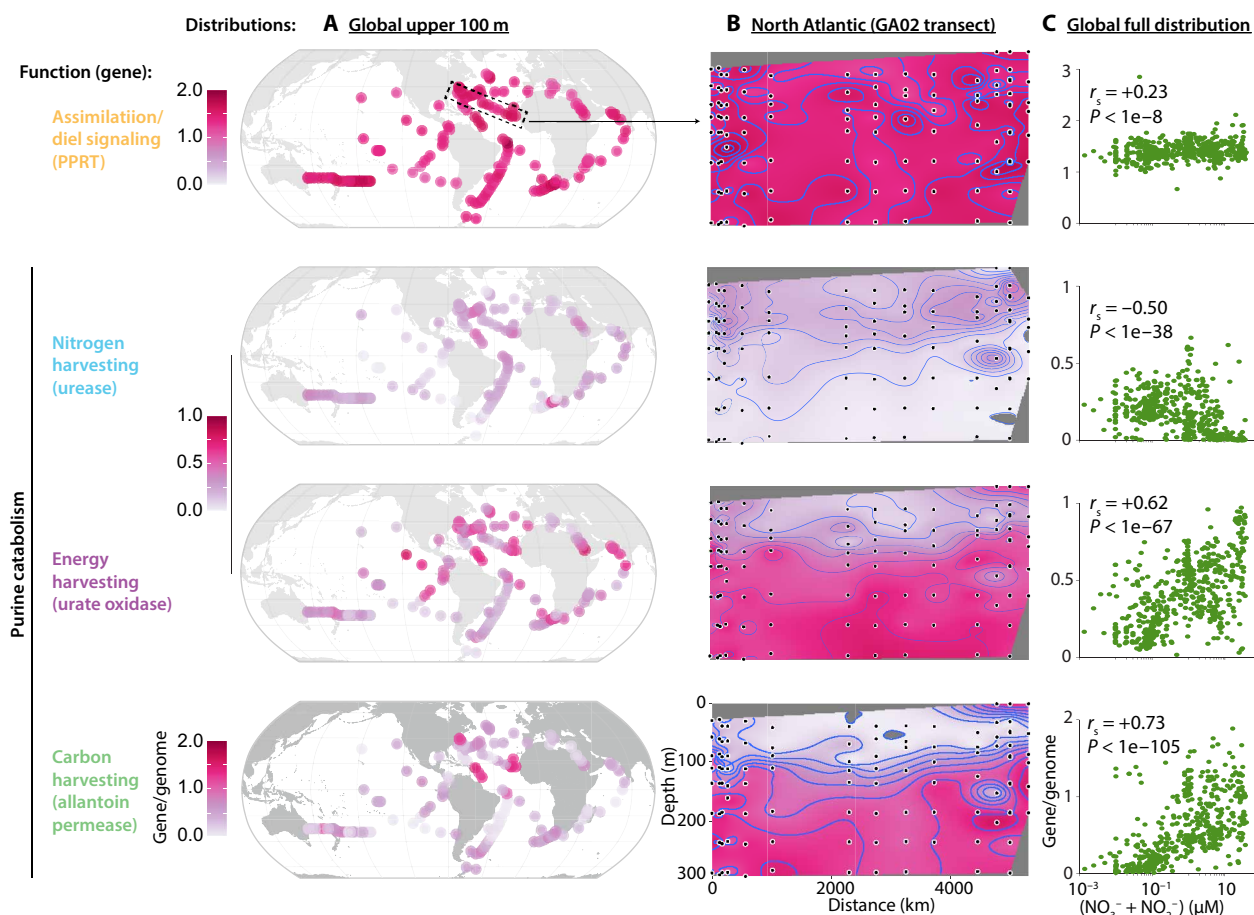 Distributions: A Global upper 100 m B North Atlantic (GA02 transect) C Global full distribution
Function (gene):
Assimilatiion/
diel signaling
(PPRT)
2.0
1.0
0.0
3
2
1
0
r_s = +0.23
P < 1e−8
Purine catabolism
Nitrogen
harvesting
(urease)
1.0
0.5
0.0
1
0.5
0
r_s = −0.50
P < 1e−38
Energy
harvesting
(urate oxidase)
1
0.5
0
r_s = +0.62
P < 1e−67
Carbon
harvesting
(allantoin
permease)
2.0
1.0
0.0
Gene/genome
0
100
200
300
Depth (m)
0 2000 4000
Distance (km)
2
1
0
Gene/genome
r_s = +0.73
P < 1e−105
10⁻³ 10⁻¹ 10
(NO₃⁻ + NO₂⁻) (μM)